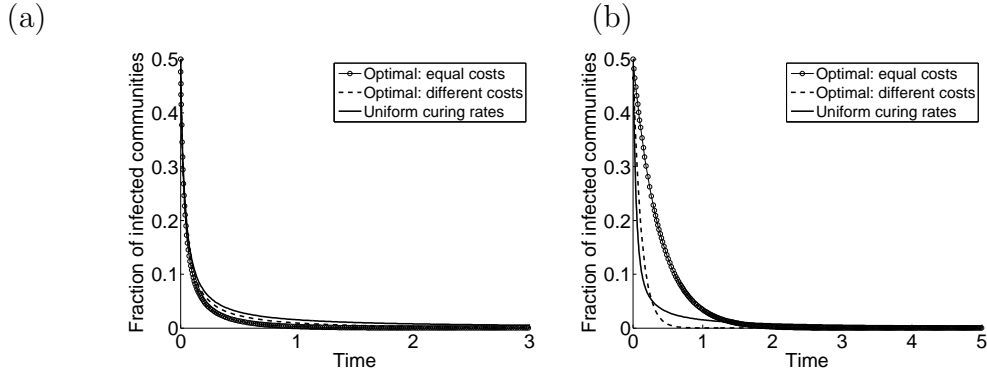 (a)
Fraction of infected communities
0.5
0.4
0.3
0.2
0.1
0
Optimal: equal costs
Optimal: different costs
Uniform curing rates
0 1 2 3
Time
(b)
Fraction of infected communities
0.5
0.4
0.3
0.2
0.1
0
Optimal: equal costs
Optimal: different costs
Uniform curing rates
0 1 2 3 4 5
Time